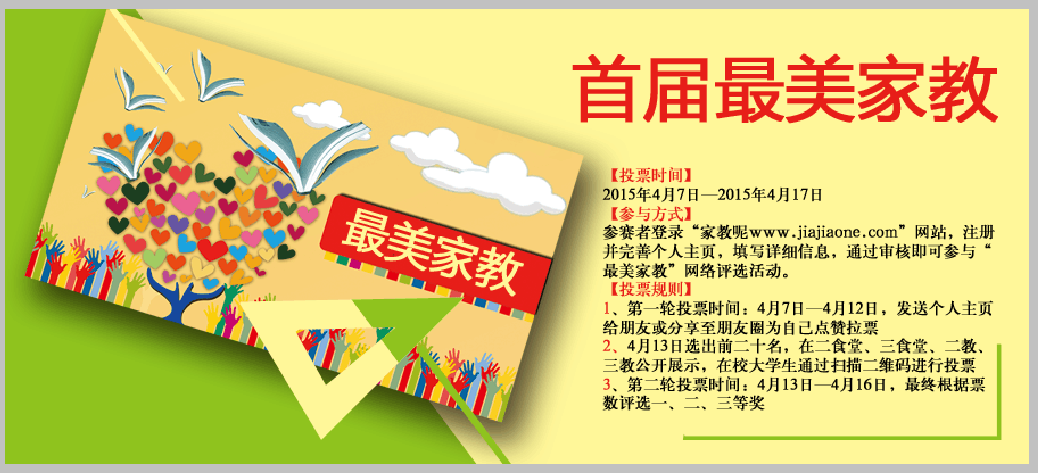 首届最美家教
最美家教
【投票时间】
2015年4月7日—2015年4月17日
【参与方式】
参赛者登录“家教呢www.jiajiaone.com”网站，注册
并完善个人主页，填写详细信息，通过审核即可参与“
最美家教”网络评选活动。
【投票规则】
1、第一轮投票时间：4月7日—4月12日，发送个人主页
给朋友或分享至朋友圈为自己点赞拉票
2、4月13日选出前二十名，在二食堂、三食堂、二教、
三教公开展示，在校大学生通过扫描二维码进行投票
3、第二轮投票时间：4月13日—4月16日，最终根据票
数评选一、二、三等奖